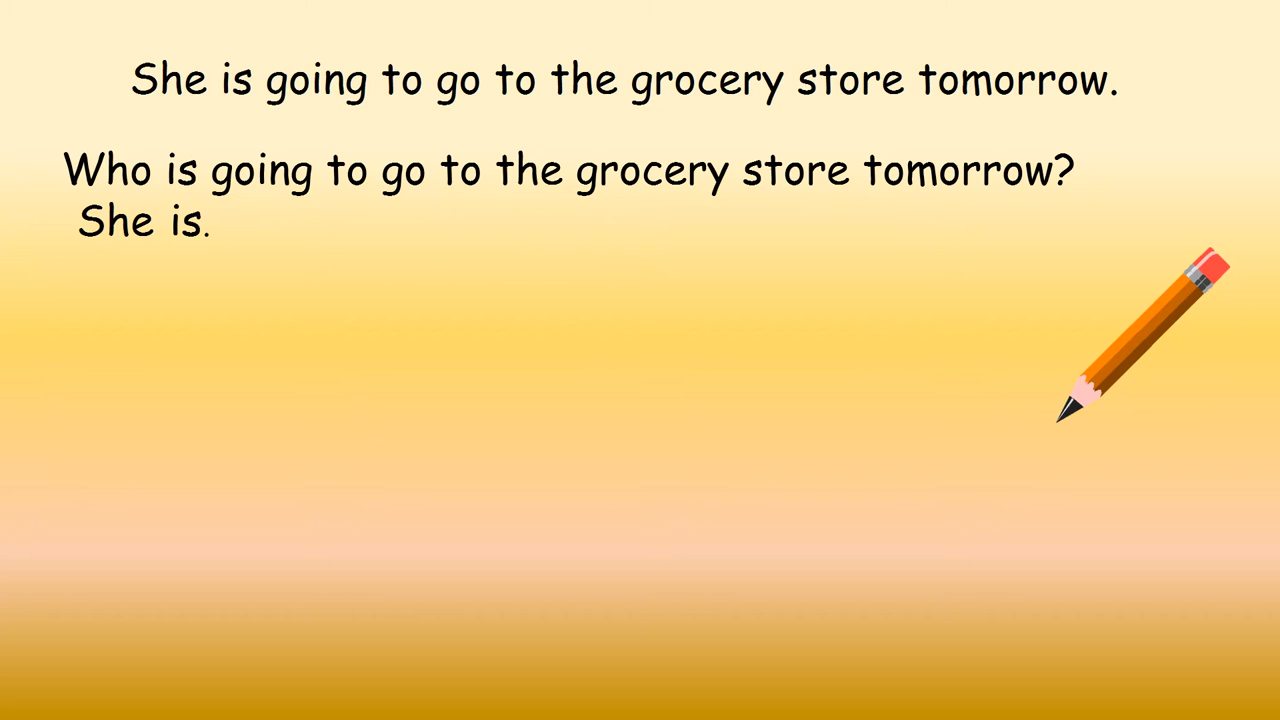 She is going to go to the grocery store tomorrow.
Who is going to go to the grocery store tomorrow?
She is.